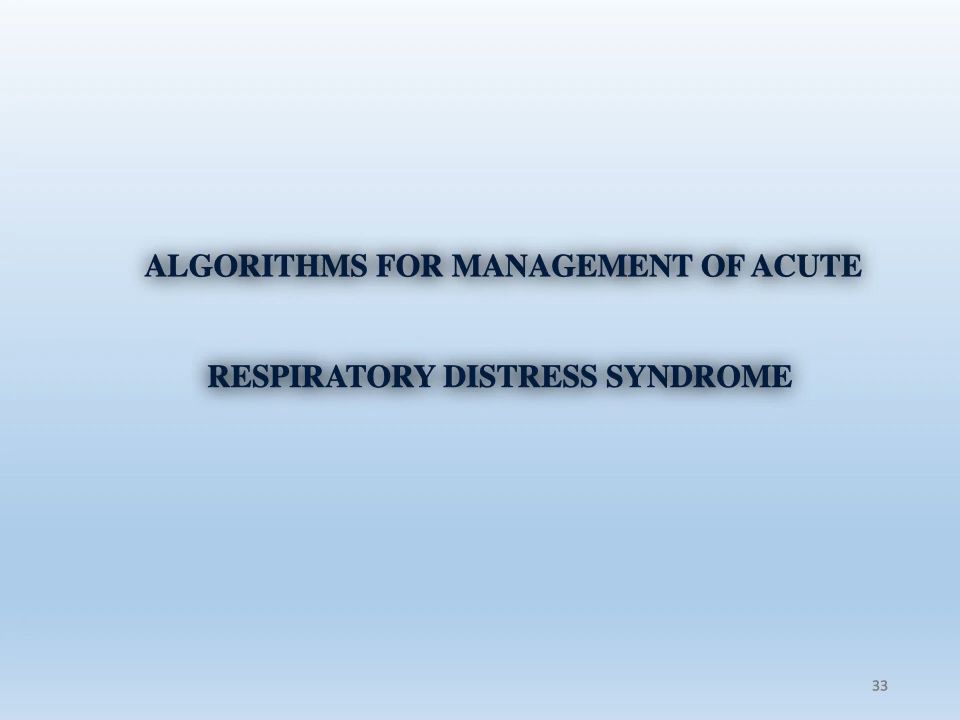 ALGORITHMS FOR MANAGEMENT OF ACUTE
RESPIRATORY DISTRESS SYNDROME
33